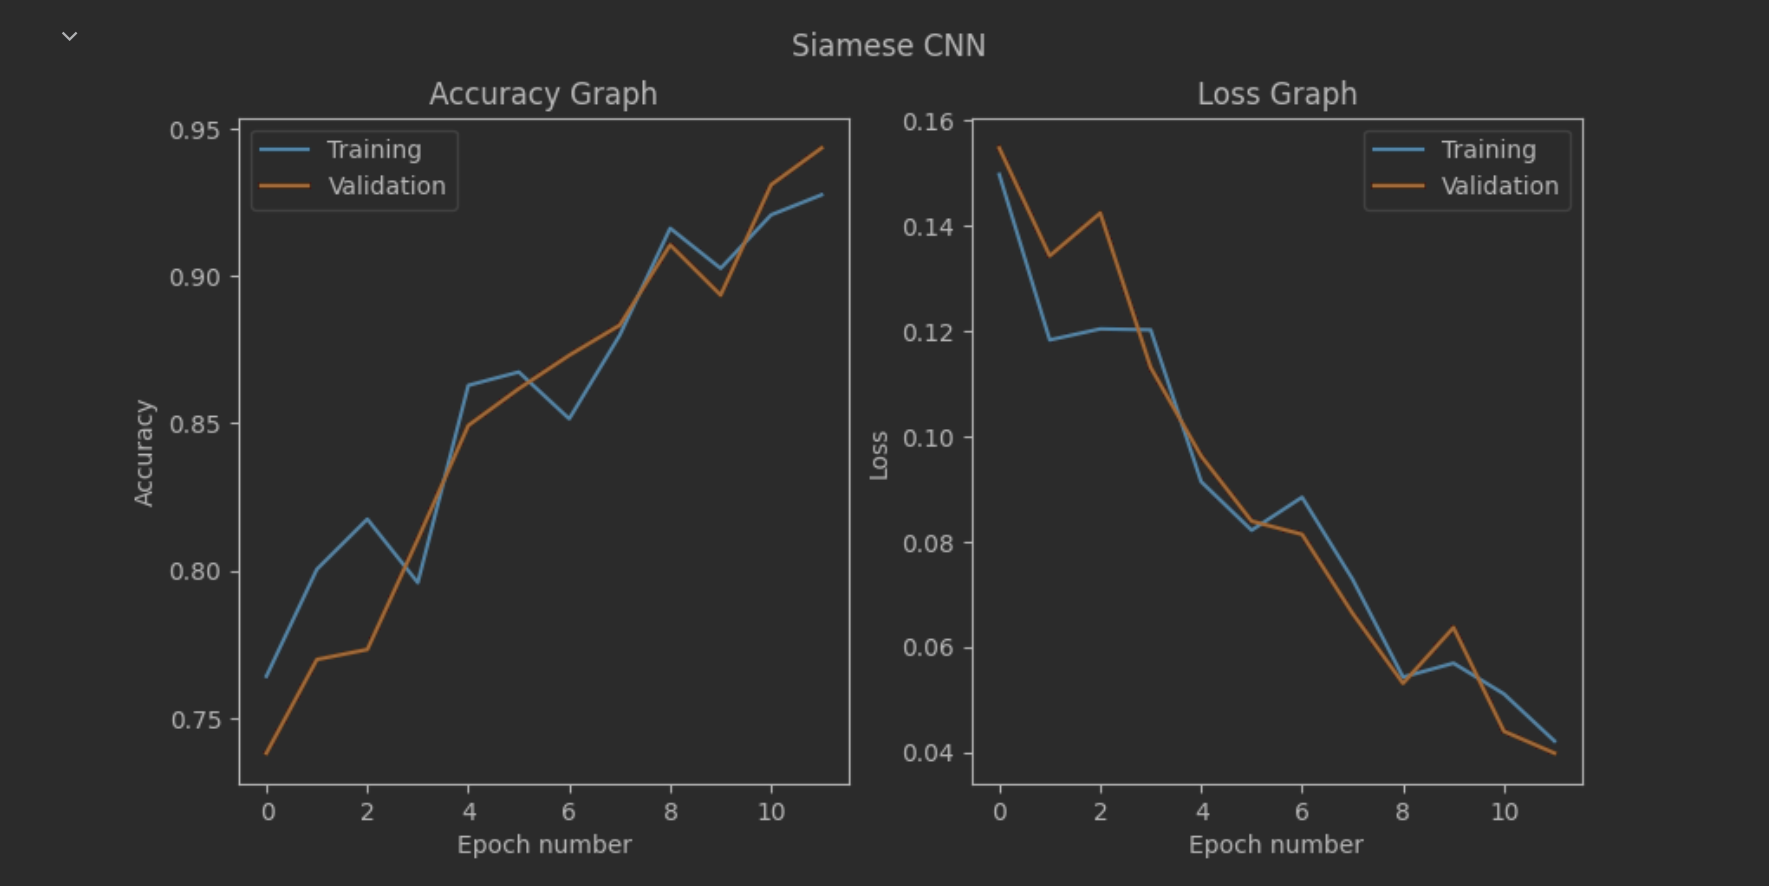 Siamese CNN
Accuracy Graph
0.95
0.90
0.85
0.80
0.75
Accuracy
Training
Validation
0 2 4 6 8 10
Epoch number
Loss Graph
0.16
0.14
0.12
0.10
0.08
0.06
0.04
Loss
Training
Validation
0 2 4 6 8 10
Epoch number